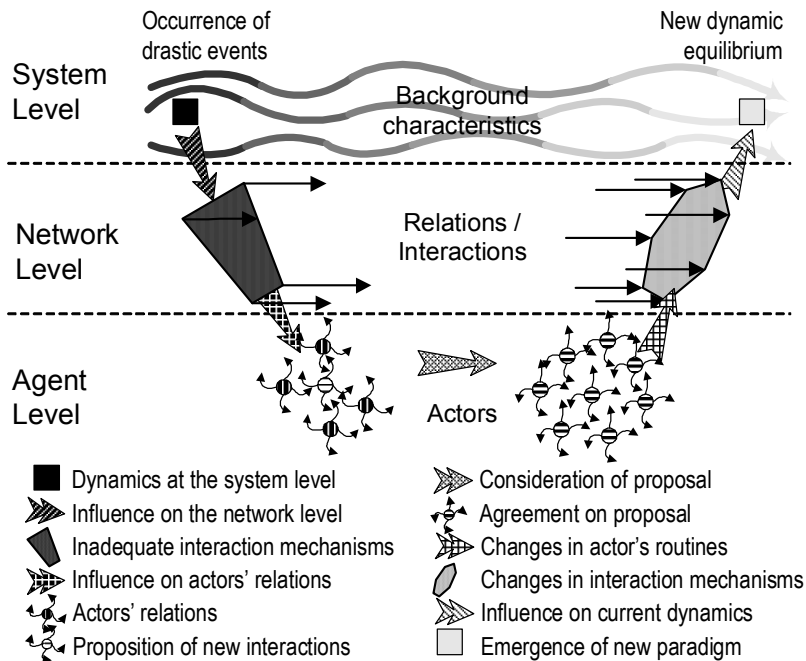 Occurrence of
drastic events
New dynamic
equilibrium
System
Level
Background
characteristics
Network
Level
Relations /
Interactions
Agent
Level
Actors
Dynamics at the system level
Influence on the network level
Inadequate interaction mechanisms
Influence on actors' relations
Actors' relations
Proposition of new interactions
Consideration of proposal
Agreement on proposal
Changes in actor's routines
Changes in interaction mechanisms
Influence on current dynamics
Emergence of new paradigm